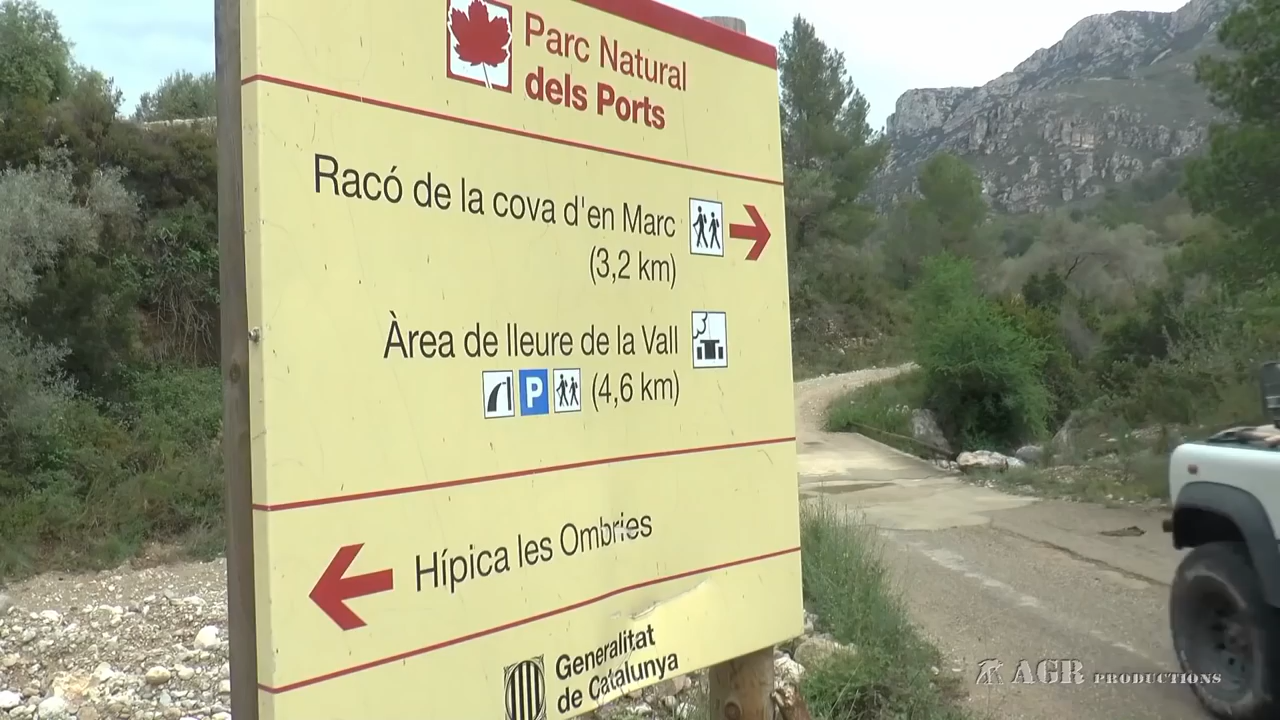 Parc Natural
dels Ports
Racó de la cova d'en Marc
(3,2 km)
Àrea de lleure de la Vall
P (4,6 km)
Hípica les Ombries
Generalitat
de Catalunya
AGR PRODUCTIONS